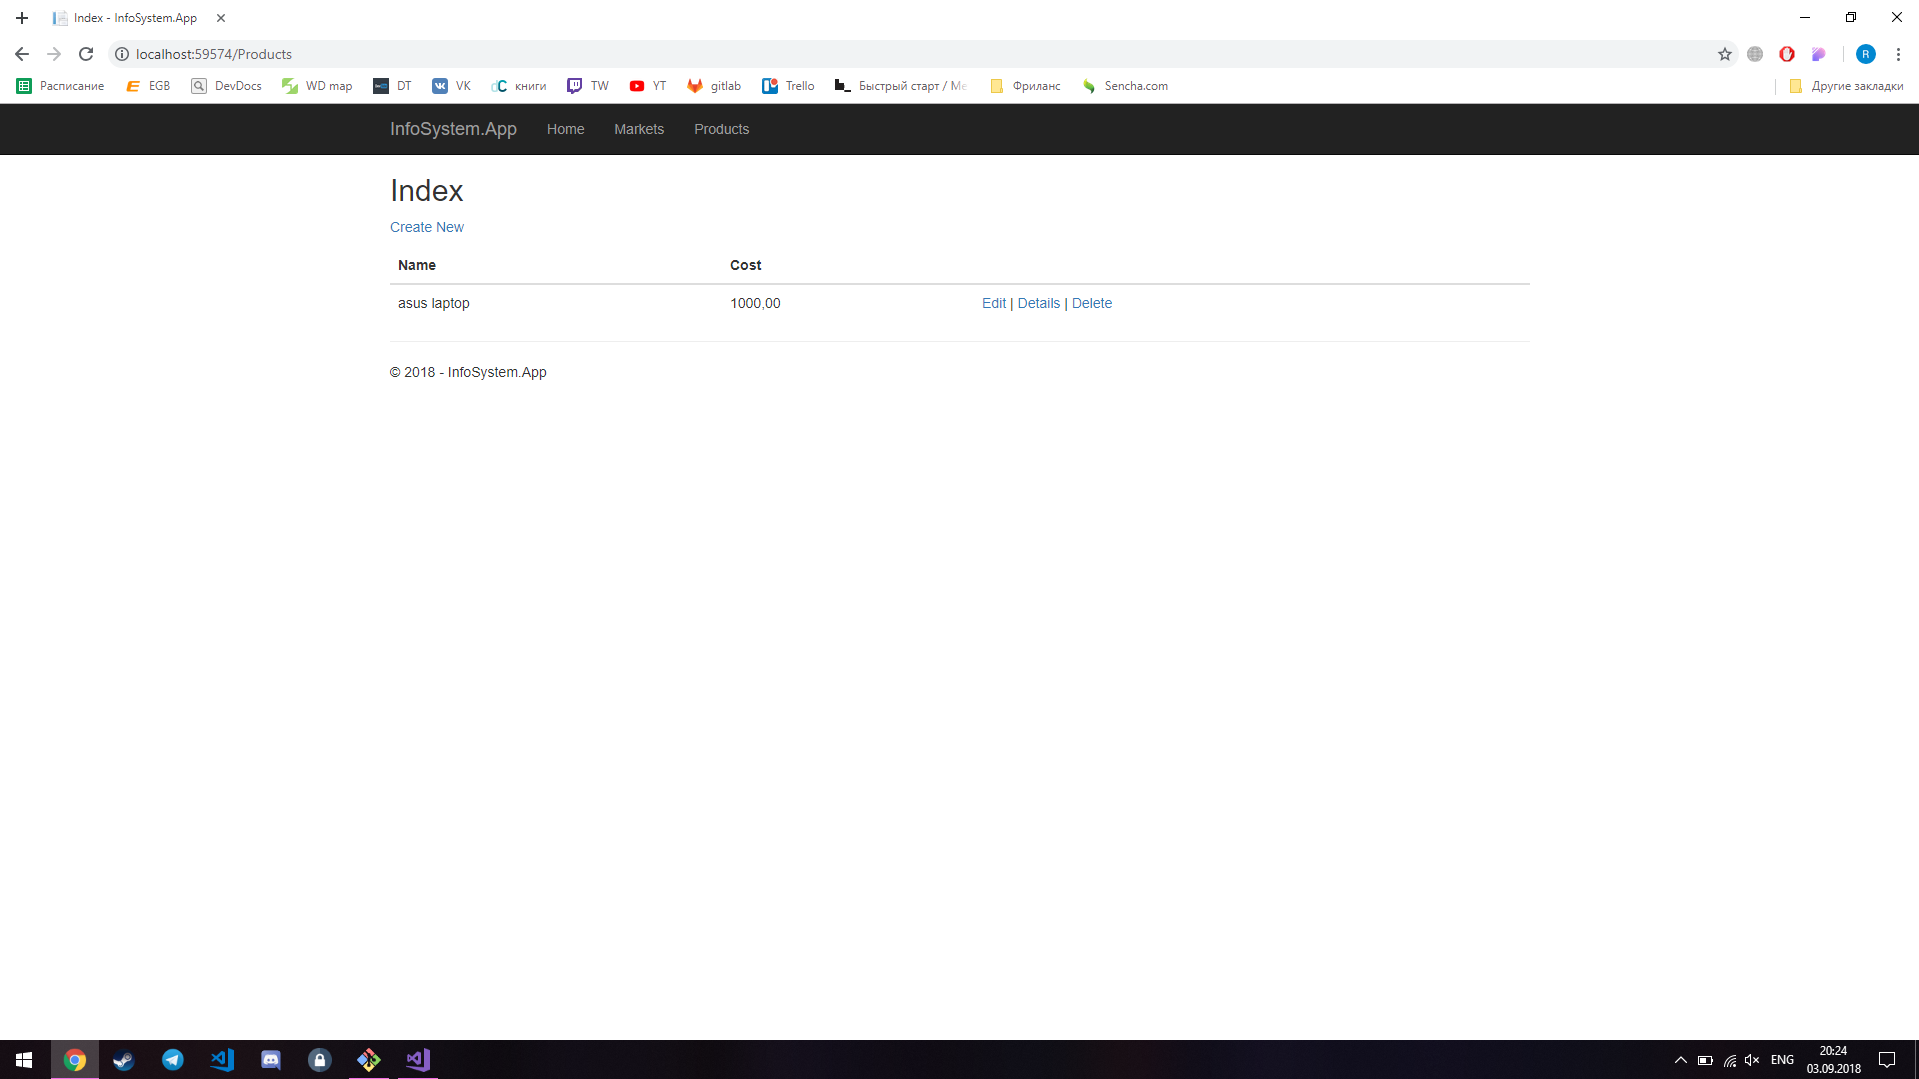 Index - InfoSystem.App
localhost:59574/Products
Расписание EGB DevDocs WD map DT VK книги TW YT gitlab Trello Быстрый старт / Ме Фриланс Sencha.com Другие закладки
InfoSystem.App Home Markets Products
Index
Create New
Name Cost
asus laptop 1000,00 Edit | Details | Delete
© 2018 - InfoSystem.App
ENG 20:24
03.09.2018